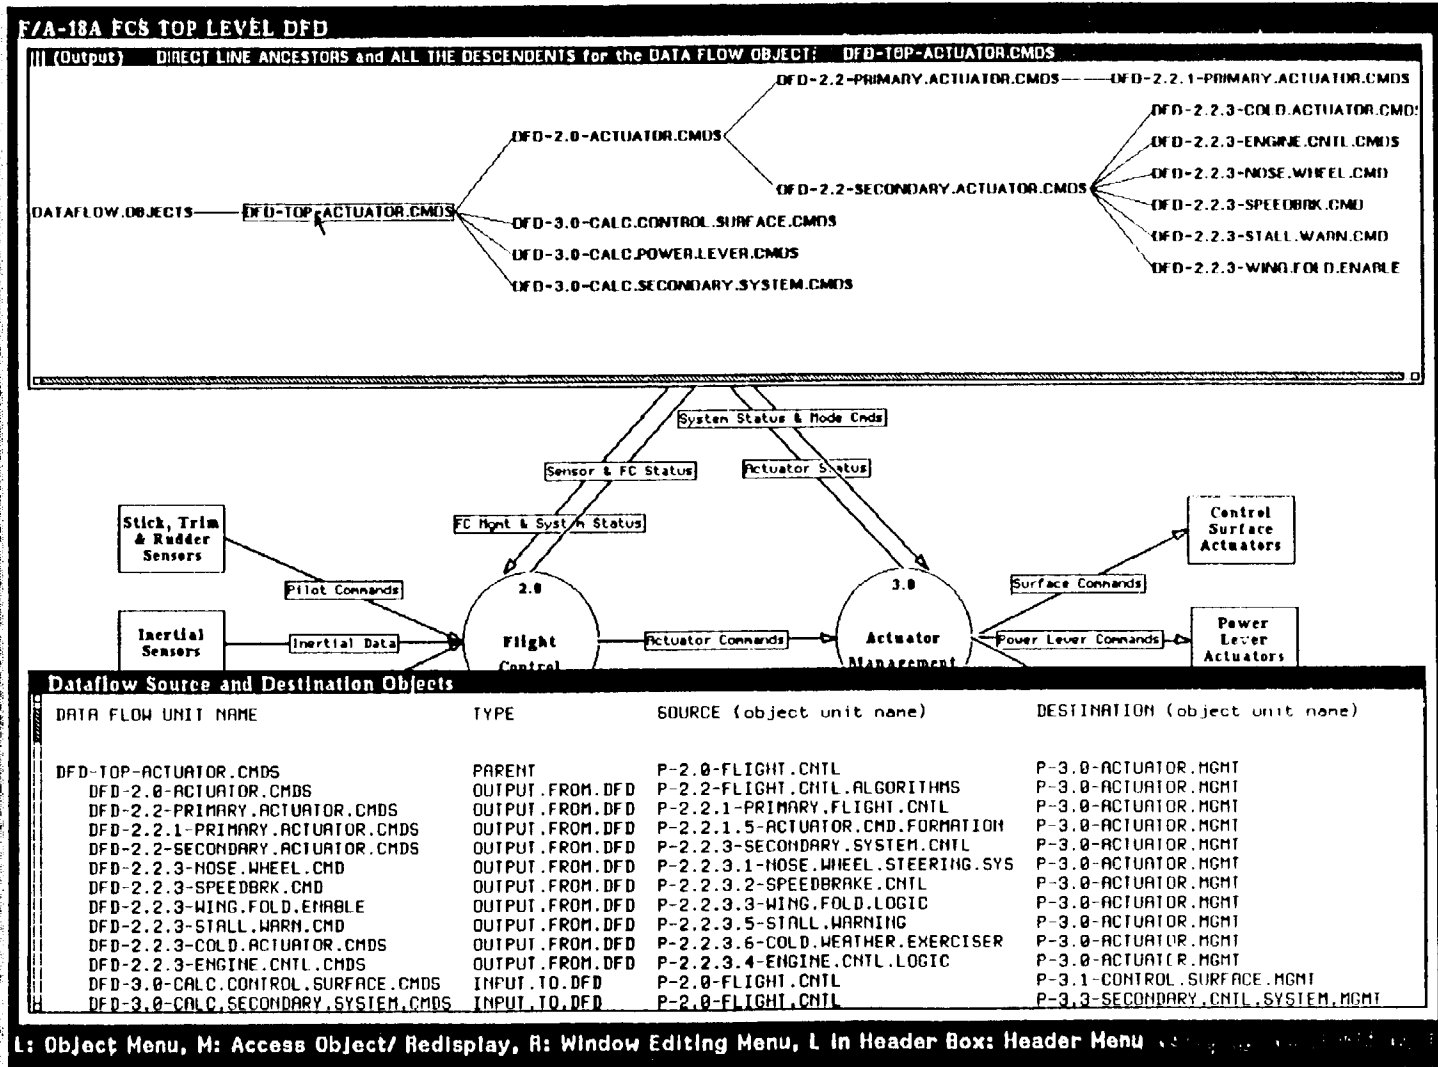 F/A-18A FCS TOP LEVEL DFD
(Output) DIRECT LINE ANCESTORS and ALL THE DESCENDENTS for the DATA FLOW OBJECT: DFD-TOP-ACTUATOR.CMDS
DFD-2.2-PRIMARY.ACTUATOR.CMDS DFD-2.2.1-PRIMARY.ACTUATOR.CMDS
DFD-2.2.3-COLD.ACTUATOR.CMDS
DFD-2.0-ACTUATOR.CMDS DFD-2.2.3-ENGINE.CNTL.CMDS
DFD-2.2.3-NOSE.WHEEL.CMD
DFD-2.2-SECONDARY.ACTUATOR.CMDS
DFD-2.2.3-SPEEDBRK.CMD
DATAFLOW.OBJECTS DFD-TOP-ACTUATOR.CMDS
DFD-3.0-CALC.CONTROL.SURFACE.CMDS
DFD-2.2.3-STALL.WARN.CMD
DFD-3.0-CALC.POWER.LEVER.CMDS
DFD-2.2.3-WING.FOLD.ENABLE
DFD-3.0-CALC.SECONDARY.SYSTEM.CMDS
System Status & Mode Cmds
Sensor & FC Status
Actuator Status
FC Mgmt & System Status
Stick, Trim
& Rudder
Sensors
Control
Surface
Actuators
2.0
3.0
Pilot Commands
Surface Commands
Inertial
Sensors
Inertial Data
Flight
Control
Actuator Commands
Actuator
Management
Power Lever Commands
Power
Lever
Actuators
Dataflow Source and Destination Objects
DATA FLOW UNIT NAME TYPE SOURCE (object unit name) DESTINATION (object unit name)
DFD-TOP-ACTUATOR.CMDS PARENT P-2.0-FLIGHT.CNTL P-3.0-ACTUATOR.MGMT
DFD-2.0-ACTUATOR.CMDS OUTPUT.FROM.DFD P-2.2-FLIGHT.CNTL.ALGORITHMS P-3.0-ACTUATOR.MGMT
DFD-2.2-PRIMARY.ACTUATOR.CMDS OUTPUT.FROM.DFD P-2.2.1-PRIMARY.FLIGHT.CNTL P-3.0-ACTUATOR.MGMT
DFD-2.2.1-PRIMARY.ACTUATOR.CMDS OUTPUT.FROM.DFD P-2.2.1.5-ACTUATOR.CMD.FORMATION P-3.0-ACTUATOR.MGMT
DFD-2.2-SECONDARY.ACTUATOR.CMDS OUTPUT.FROM.DFD P-2.2.3-SECONDARY.SYSTEM.CNTL P-3.0-ACTUATOR.MGMT
DFD-2.2.3-NOSE.WHEEL.CMD OUTPUT.FROM.DFD P-2.2.3.1-NOSE.WHEEL.STEERING.SYS P-3.0-ACTUATOR.MGMT
DFD-2.2.3-SPEEDBRK.CMD OUTPUT.FROM.DFD P-2.2.3.2-SPEEDBRAKE.CNTL P-3.0-ACTUATOR.MGMT
DFD-2.2.3-WING.FOLD.ENABLE OUTPUT.FROM.DFD P-2.2.3.3-WING.FOLD.LOGIC P-3.0-ACTUATOR.MGMT
DFD-2.2.3-STALL.WARN.CMD OUTPUT.FROM.DFD P-2.2.3.5-STALL.WARNING P-3.0-ACTUATOR.MGMT
DFD-2.2.3-COLD.ACTUATOR.CMDS OUTPUT.FROM.DFD P-2.2.3.6-COLD.WEATHER.EXERCISER P-3.0-ACTUATOR.MGMT
DFD-2.2.3-ENGINE.CNTL.CMDS OUTPUT.FROM.DFD P-2.2.3.4-ENGINE.CNTL.LOGIC P-3.0-ACTUATOR.MGMT
DFD-3.0-CALC.CONTROL.SURFACE.CMDS INPUT.TO.DFD P-2.0-FLIGHT.CNTL P-3.1-CONTROL.SURFACE.MGMT
DFD-3.0-CALC.SECONDARY.SYSTEM.CMDS INPUT.TO.DFD P-2.0-FLIGHT.CNTL P-3.3-SECONDARY.CNTL.SYSTEM.MGMT
L: Object Menu, M: Access Object/ Redisplay, R: Window Editing Menu, L in Header Box: Header Menu